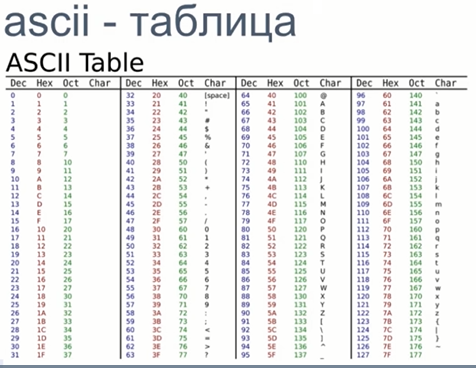 ascii - таблица
ASCII Table
Dec Hex Oct Char Dec Hex Oct Char Dec Hex Oct Char Dec Hex Oct Char
0 0 0 32 20 40 [space] 64 40 100 @ 96 60 140 `
1 1 1 33 21 41 ! 65 41 101 A 97 61 141 a
2 2 2 34 22 42 " 66 42 102 B 98 62 142 b
3 3 3 35 23 43 # 67 43 103 C 99 63 143 c
4 4 4 36 24 44 $ 68 44 104 D 100 64 144 d
5 5 5 37 25 45 % 69 45 105 E 101 65 145 e
6 6 6 38 26 46 & 70 46 106 F 102 66 146 f
7 7 7 39 27 47 ' 71 47 107 G 103 67 147 g
8 8 10 40 28 50 ( 72 48 110 H 104 68 150 h
9 9 11 41 29 51 ) 73 49 111 I 105 69 151 i
10 A 12 42 2A 52 * 74 4A 112 J 106 6A 152 j
11 B 13 43 2B 53 + 75 4B 113 K 107 6B 153 k
12 C 14 44 2C 54 , 76 4C 114 L 108 6C 154 l
13 D 15 45 2D 55 - 77 4D 115 M 109 6D 155 m
14 E 16 46 2E 56 . 78 4E 116 N 110 6E 156 n
15 F 17 47 2F 57 / 79 4F 117 O 111 6F 157 o
16 10 20 48 30 60 0 80 50 120 P 112 70 160 p
17 11 21 49 31 61 1 81 51 121 Q 113 71 161 q
18 12 22 50 32 62 2 82 52 122 R 114 72 162 r
19 13 23 51 33 63 3 83 53 123 S 115 73 163 s
20 14 24 52 34 64 4 84 54 124 T 116 74 164 t
21 15 25 53 35 65 5 85 55 125 U 117 75 165 u
22 16 26 54 36 66 6 86 56 126 V 118 76 166 v
23 17 27 55 37 67 7 87 57 127 W 119 77 167 w
24 18 30 56 38 70 8 88 58 130 X 120 78 170 x
25 19 31 57 39 71 9 89 59 131 Y 121 79 171 y
26 1A 32 58 3A 72 : 90 5A 132 Z 122 7A 172 z
27 1B 33 59 3B 73 ; 91 5B 133 [ 123 7B 173 {
28 1C 34 60 3C 74 < 92 5C 134 \ 124 7C 174 |
29 1D 35 61 3D 75 = 93 5D 135 ] 125 7D 175 }
30 1E 36 62 3E 76 > 94 5E 136 ^ 126 7E 176 ~
31 1F 37 63 3F 77 ? 95 5F 137 _ 127 7F 177